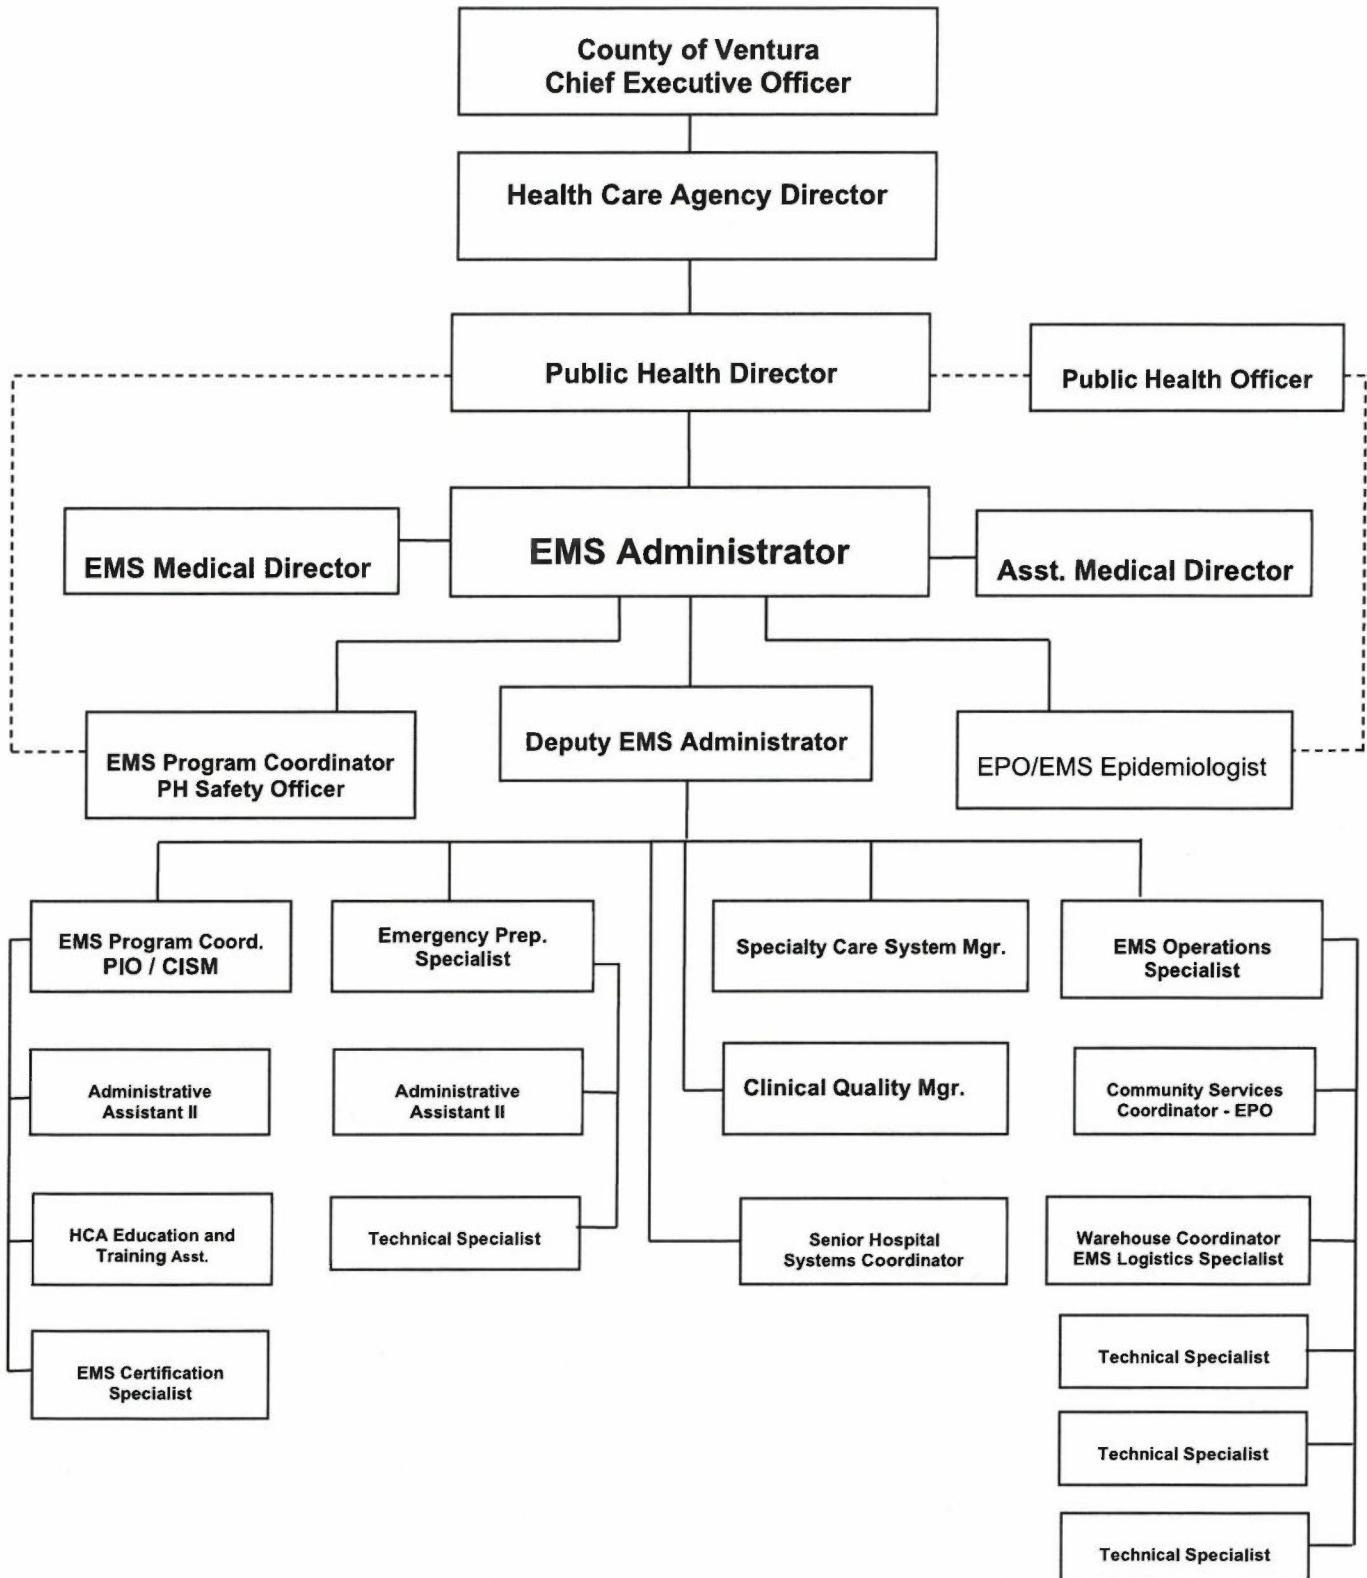 County of Ventura
Chief Executive Officer
Health Care Agency Director
Public Health Director
Public Health Officer
EMS Medical Director
EMS Administrator
Asst. Medical Director
EMS Program Coordinator
PH Safety Officer
Deputy EMS Administrator
EPO/EMS Epidemiologist
EMS Program Coord.
PIO / CISM
Emergency Prep.
Specialist
Specialty Care System Mgr.
EMS Operations
Specialist
Administrative
Assistant II
Administrative
Assistant II
Clinical Quality Mgr.
Community Services
Coordinator - EPO
HCA Education and
Training Asst.
Technical Specialist
Senior Hospital
Systems Coordinator
Warehouse Coordinator
EMS Logistics Specialist
EMS Certification
Specialist
Technical Specialist
Technical Specialist
Technical Specialist